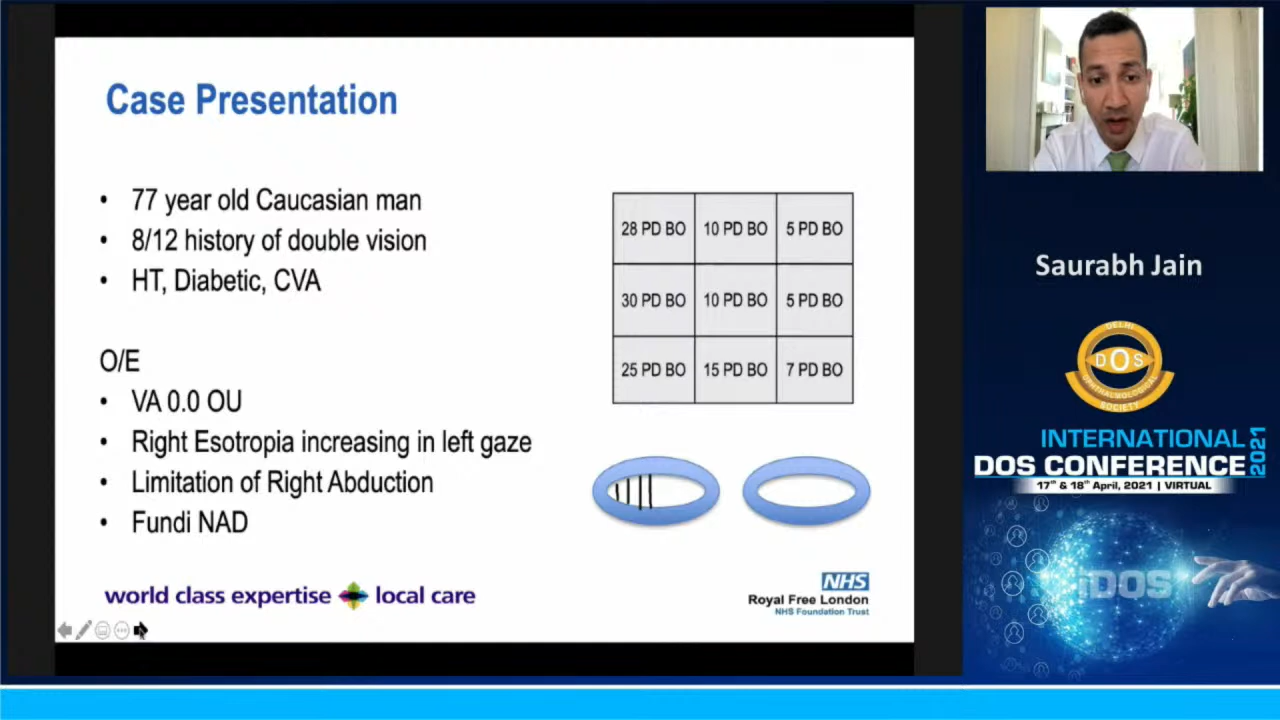 Case Presentation
• 77 year old Caucasian man
• 8/12 history of double vision
• HT, Diabetic, CVA
O/E
• VA 0.0 OU
• Right Esotropia increasing in left gaze
• Limitation of Right Abduction
• Fundi NAD
28 PD BO 10 PD BO 5 PD BO
30 PD BO 10 PD BO 5 PD BO
25 PD BO 15 PD BO 7 PD BO
world class expertise local care
NHS
Royal Free London
NHS Foundation Trust
Saurabh Jain
DELHI
DOS
OPHTHALMOLOGICAL
SOCIETY
INTERNATIONAL
DOS CONFERENCE
2021
17th & 18th April, 2021 | VIRTUAL
iDOS